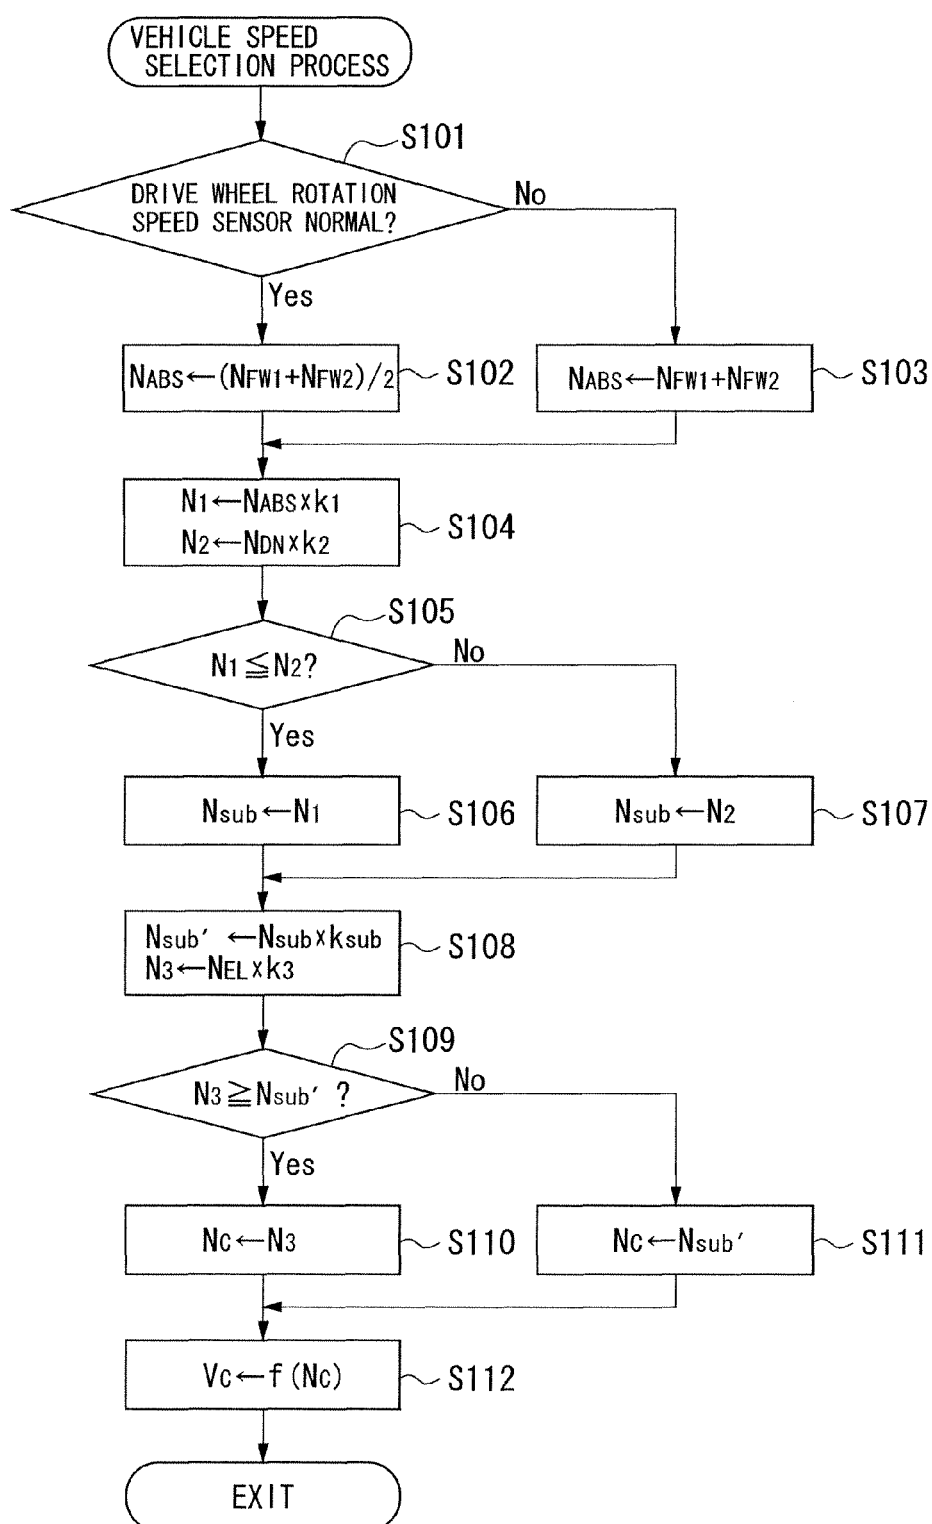 VEHICLE SPEED
SELECTION PROCESS
S101
DRIVE WHEEL ROTATION
SPEED SENSOR NORMAL?
No
Yes
NABS←(NFW1+NFW2)/2
S102
NABS←NFW1+NFW2
S103
N1←NABS×k1
N2←NDN×k2
S104
S105
N1≦N2?
No
Yes
Nsub←N1
S106
Nsub←N2
S107
Nsub' ←Nsub×ksub
N3←NEL×k3
S108
S109
N3≧Nsub' ?
No
Yes
NC←N3
S110
NC←Nsub'
S111
VC←f(NC)
S112
EXIT